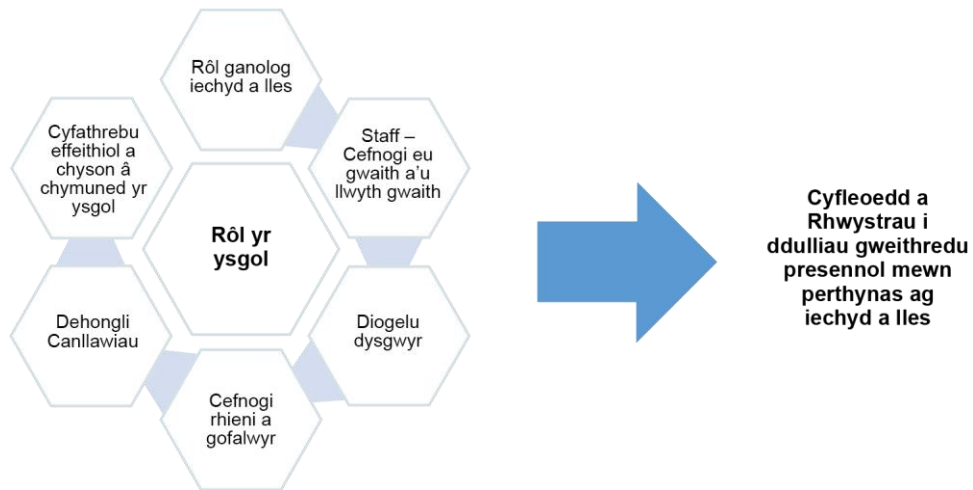 Rôl ganolog
iechyd a lles
Staff –
Cefnogi eu
gwaith a'u
llwyth gwaith
Diogelu
dysgwyr
Cefnogi
rhieni a
gofalwyr
Dehongli
Canllawiau
Cyfathrebu
effeithiol a
chyson â
chymuned yr
ysgol
Rôl yr
ysgol
Cyfleoedd a
Rhwystrau i
ddulliau gweithredu
presennol mewn
perthynas ag
iechyd a lles